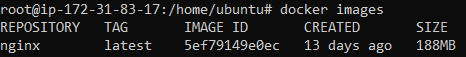 root@ip-172-31-83-17:/home/ubuntu# docker images
REPOSITORY   TAG       IMAGE ID       CREATED       SIZE
nginx        latest    5ef79149e0ec   13 days ago   188MB